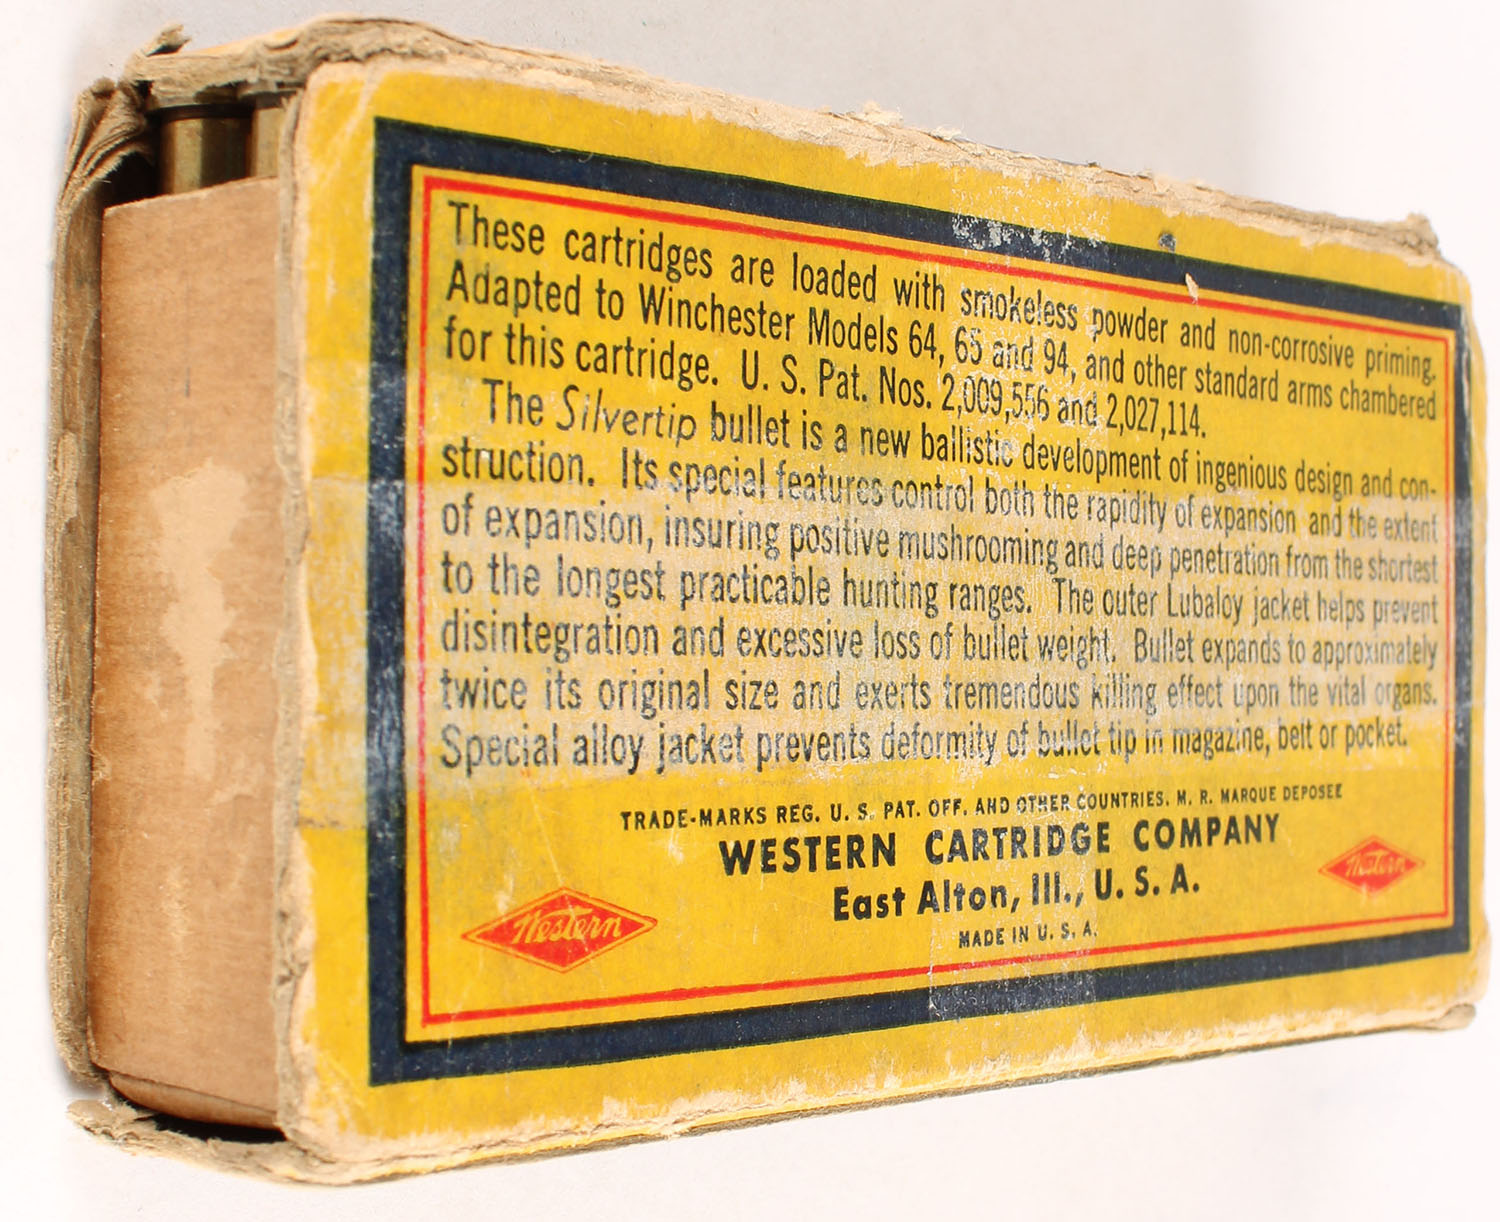 These cartridges are loaded with smokeless powder and non-corrosive priming.
Adapted to Winchester Models 64, 65 and 94, and other standard arms chambered
for this cartridge. U. S. Pat. Nos. 2,009,556 and 2,027,114.
The Silvertip bullet is a new ballistic development of ingenious design and con-
struction. Its special features control both the rapidity of expansion and the extent
of expansion, insuring positive mushrooming and deep penetration from the shortest
to the longest practicable hunting ranges. The outer Lubaloy jacket helps prevent
disintegration and excessive loss of bullet weight. Bullet expands to approximately
twice its original size and exerts tremendous killing effect upon the vital organs.
Special alloy jacket prevents deformity of bullet tip in magazine, belt or pocket.
TRADE-MARKS REG. U. S. PAT. OFF. AND OTHER COUNTRIES. M. R. MARQUE DEPOSEE
WESTERN CARTRIDGE COMPANY
East Alton, Ill., U. S. A.
MADE IN U. S. A.
Western
Western